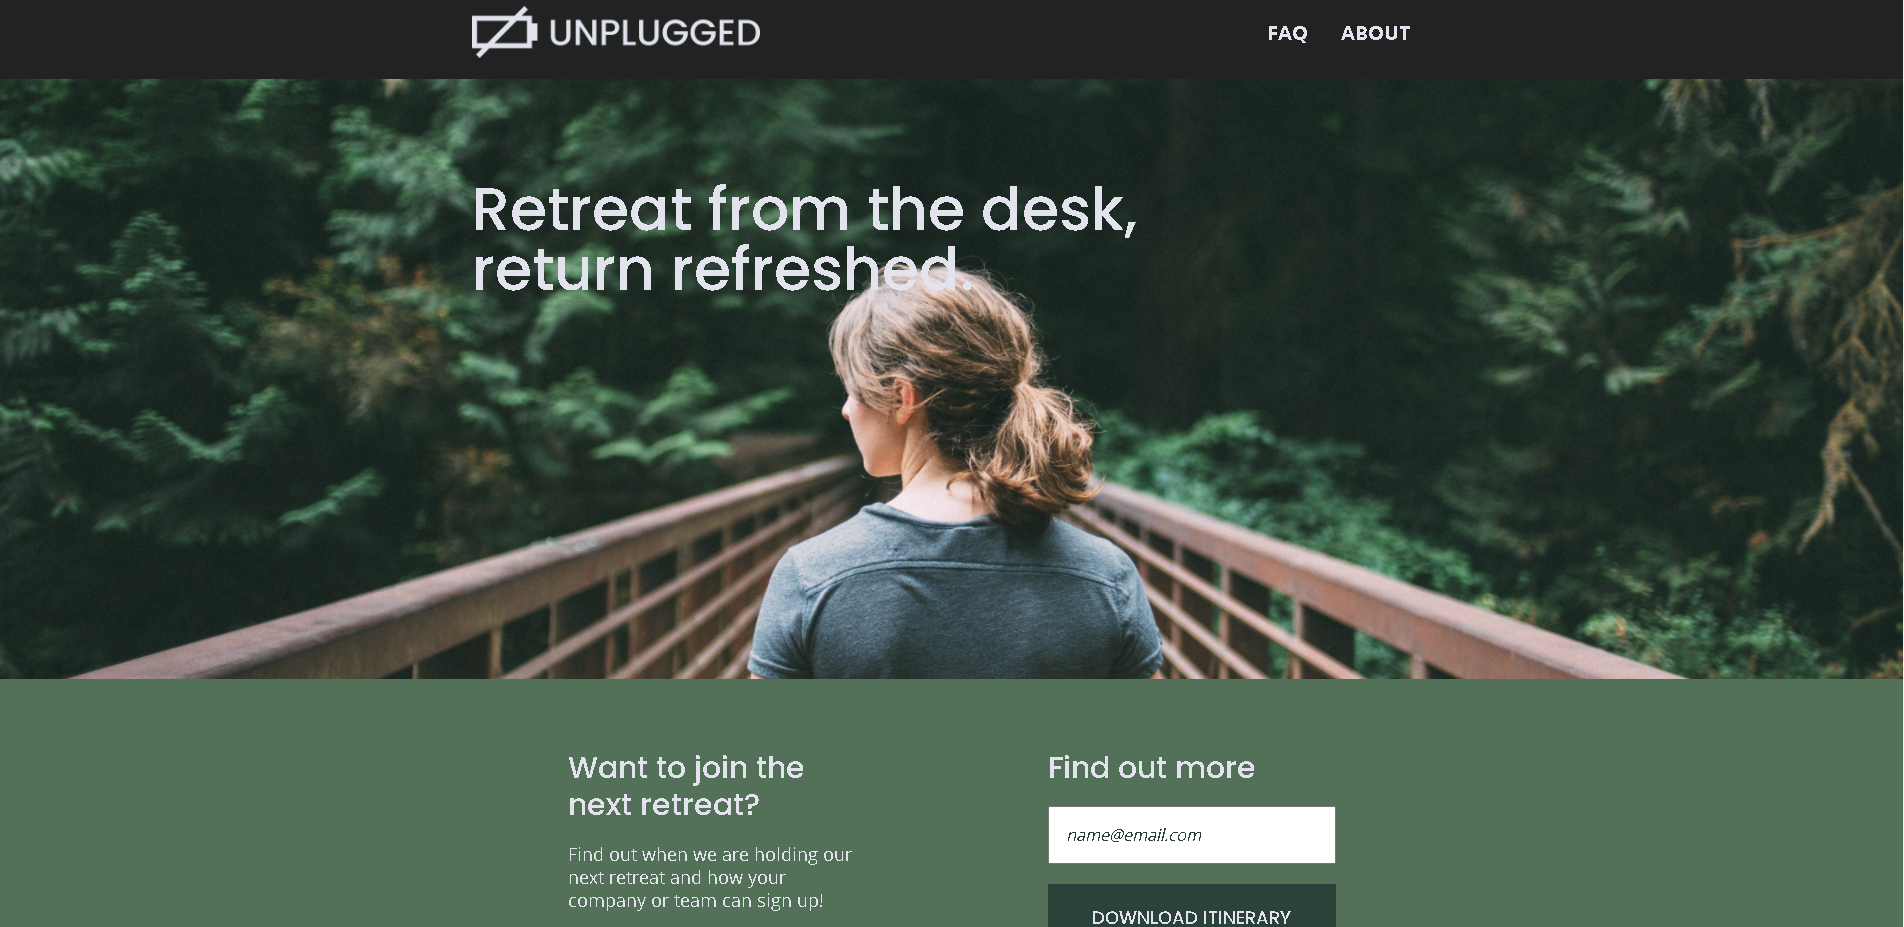 UNPLUGGED
FAQ ABOUT
Retreat from the desk,
return refreshed.
Want to join the
next retreat?
Find out when we are holding our
next retreat and how your
company or team can sign up!
Find out more
name@email.com
DOWNLOAD ITINERARY